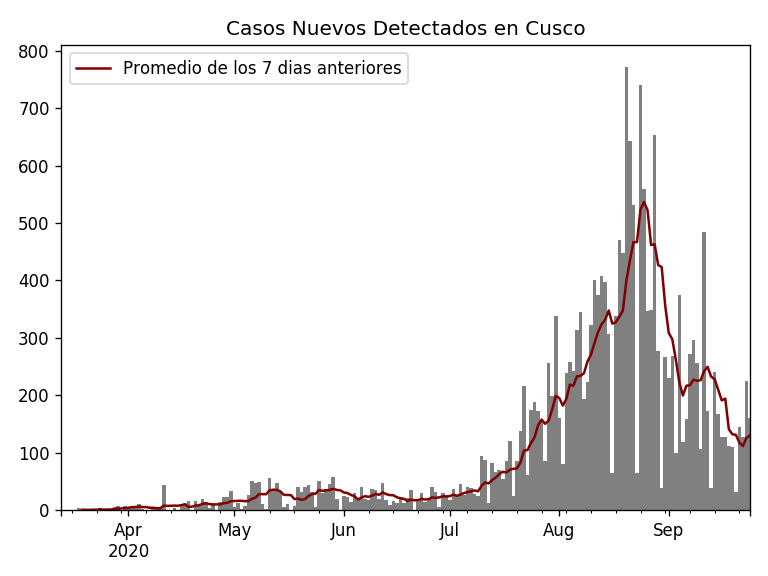 Casos Nuevos Detectados en Cusco
Promedio de los 7 dias anteriores
800
700
600
500
400
300
200
100
0
Apr
2020
May
Jun
Jul
Aug
Sep